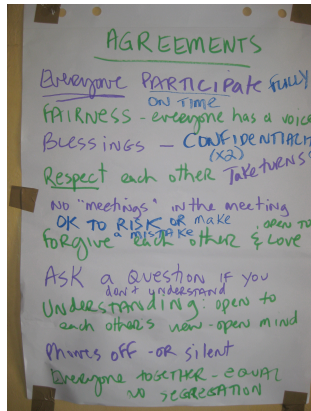 AGREEMENTS
Everyone PARTICIPATE FULLY
ON TIME
FAIRNESS - everyone has a voice
Blessings - CONFIDENTIAL
(X2)
Respect each other Take turns
NO "meetings" in the meeting
OK TO RISK OR make
a mistake
forgive each other & Love
open to
ASK a Question if you
don't understand
UNDERSTANDING: open to
each other's view - open mind
Phones off - OR silent
Everyone TOGETHER - EQUAL
NO SEGREGATION